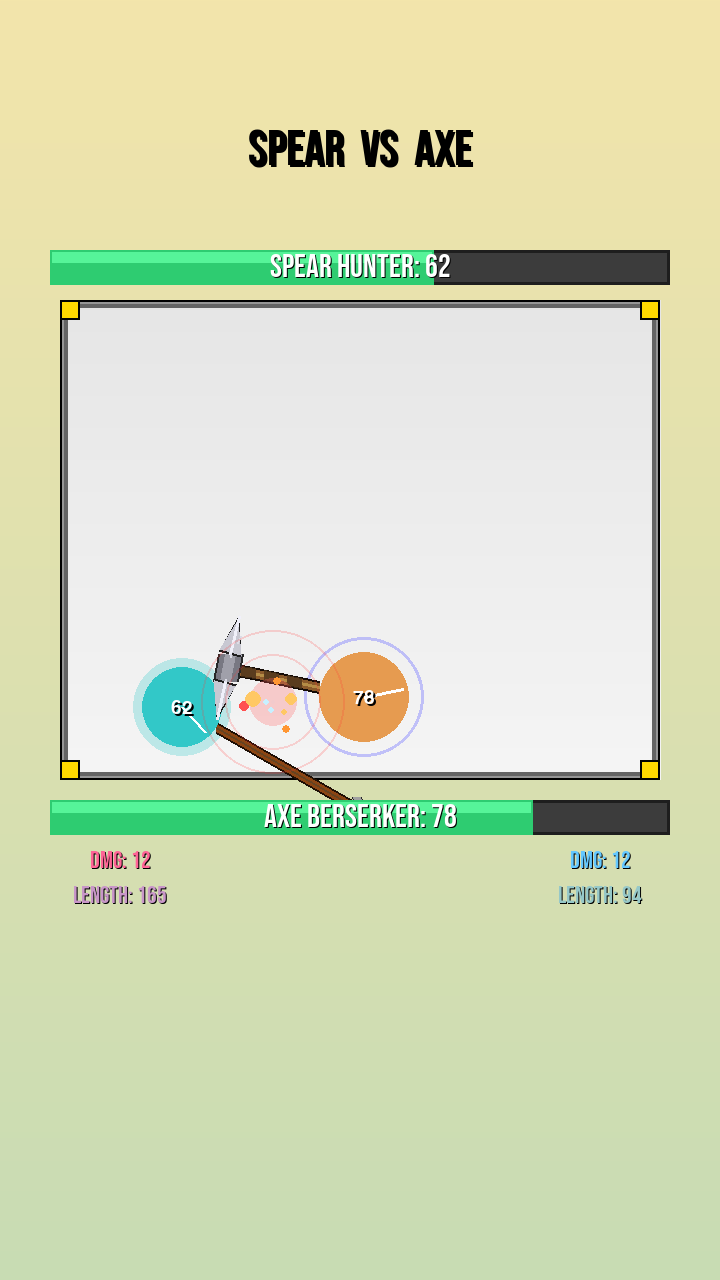 SPEAR VS AXE
SPEAR HUNTER: 62
62
78
AXE BERSERKER: 78
DMG: 12
DMG: 12
LENGTH: 165
LENGTH: 94